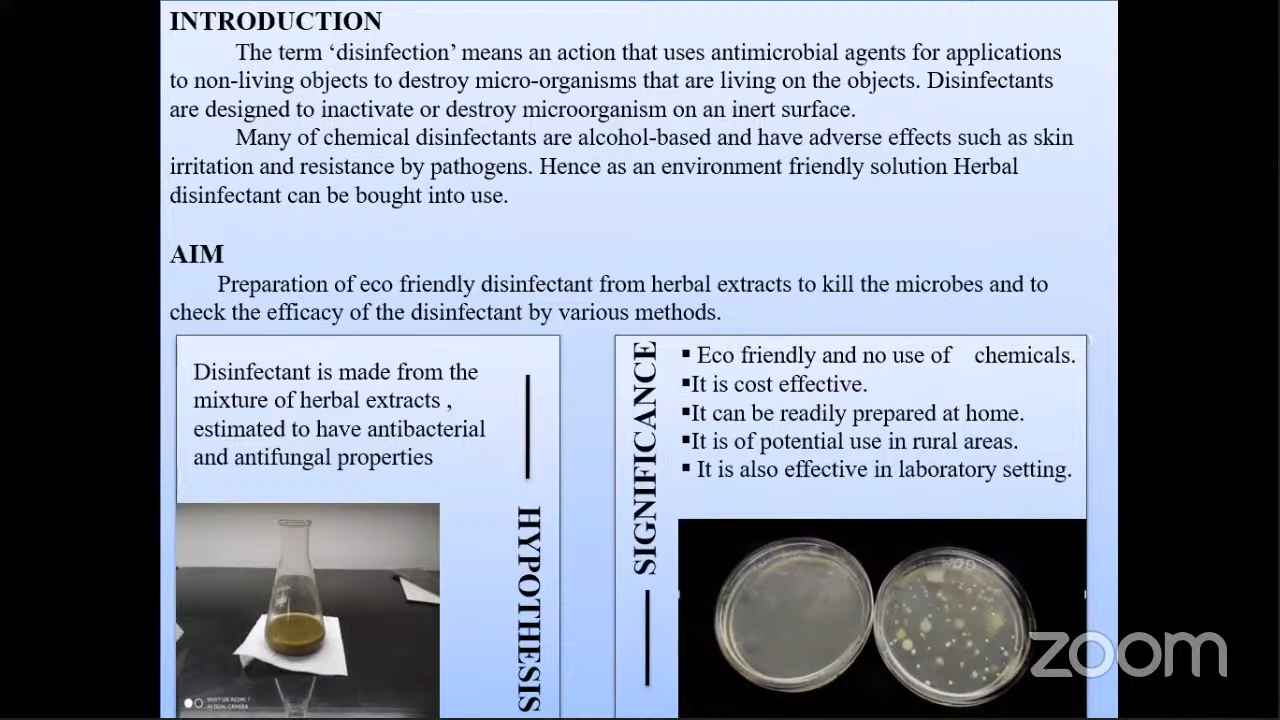 INTRODUCTION
The term ‘disinfection’ means an action that uses antimicrobial agents for applications
to non-living objects to destroy micro-organisms that are living on the objects. Disinfectants
are designed to inactivate or destroy microorganism on an inert surface.
Many of chemical disinfectants are alcohol-based and have adverse effects such as skin
irritation and resistance by pathogens. Hence as an environment friendly solution Herbal
disinfectant can be bought into use.
AIM
Preparation of eco friendly disinfectant from herbal extracts to kill the microbes and to
check the efficacy of the disinfectant by various methods.
Disinfectant is made from the
mixture of herbal extracts ,
estimated to have antibacterial
and antifungal properties
HYPOTHESIS
SIGNIFICANCE
▪ Eco friendly and no use of chemicals.
▪It is cost effective.
▪It can be readily prepared at home.
▪It is of potential use in rural areas.
▪ It is also effective in laboratory setting.
SHOT ON REDMI 7
AI DUAL CAMERA
zoom